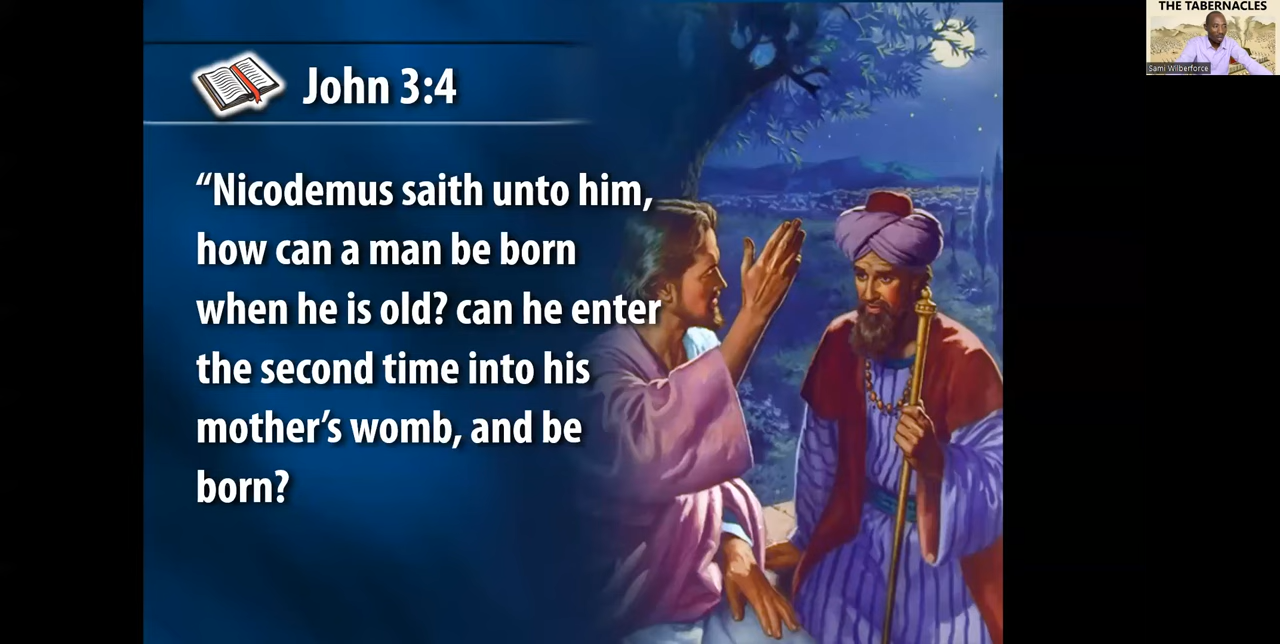 John 3:4
“Nicodemus saith unto him,
how can a man be born
when he is old? can he enter
the second time into his
mother’s womb, and be
born?
THE TABERNACLES
Sami Wilberforce